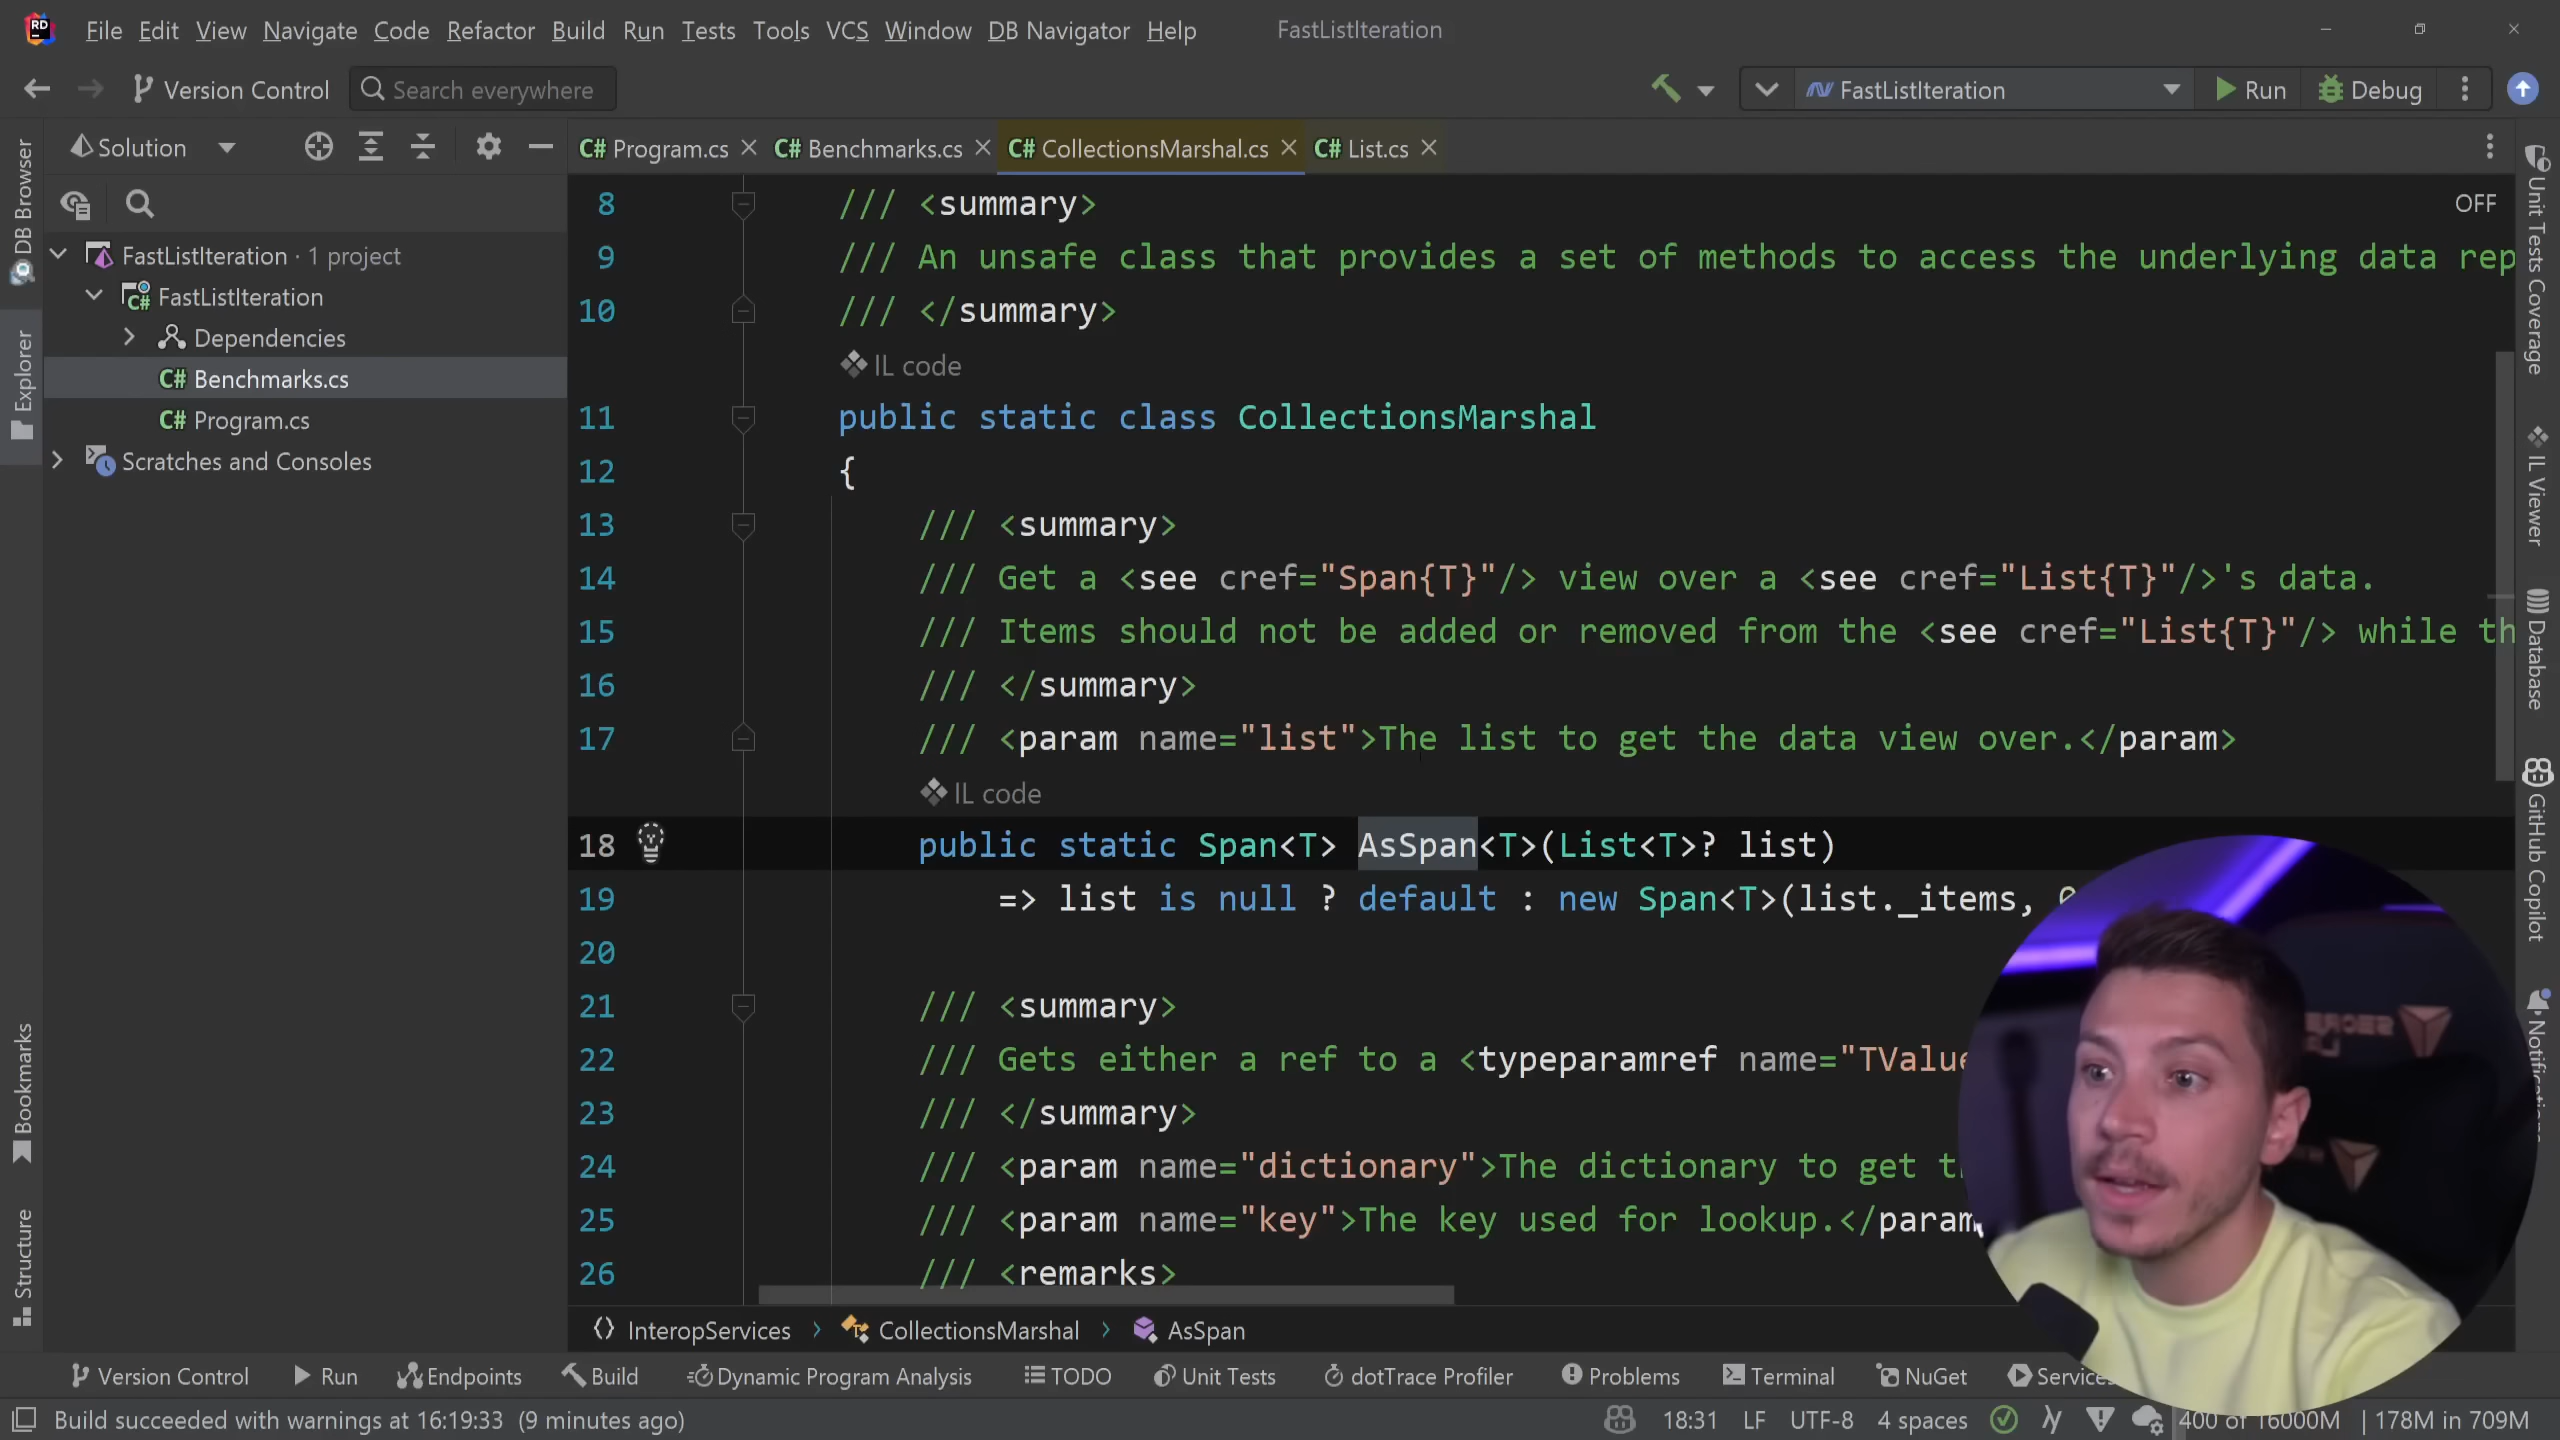 File Edit View Navigate Code Refactor Build Run Tests Tools VCS Window DB Navigator Help FastListIteration
Version Control Search everywhere FastListIteration Run Debug
Solution
Program.cs Benchmarks.cs CollectionsMarshal.cs List.cs
FastListIteration · 1 project
FastListIteration
Dependencies
C# Benchmarks.cs
C# Program.cs
Scratches and Consoles
DB Browser
Explorer
Bookmarks
Structure
OFF
8 /// <summary>
9 /// An unsafe class that provides a set of methods to access the underlying data rep
10 /// </summary>
IL code
11 public static class CollectionsMarshal
12 {
13 /// <summary>
14 /// Get a <see cref="Span{T}"/> view over a <see cref="List{T}"/>'s data.
15 /// Items should not be added or removed from the <see cref="List{T}"/> while th
16 /// </summary>
17 /// <param name="list">The list to get the data view over.</param>
IL code
18 public static Span<T> AsSpan<T>(List<T>? list)
19 => list is null ? default : new Span<T>(list._items, 0
20
21 /// <summary>
22 /// Gets either a ref to a <typeparamref name="TValue
23 /// </summary>
24 /// <param name="dictionary">The dictionary to get t
25 /// <param name="key">The key used for lookup.</param
26 /// <remarks>
Unit Tests Coverage
IL Viewer
Database
GitHub Copilot
Notifications
InteropServices CollectionsMarshal AsSpan
Version Control Run Endpoints Build Dynamic Program Analysis TODO Unit Tests dotTrace Profiler Problems Terminal NuGet Services
Build succeeded with warnings at 16:19:33 (9 minutes ago) 18:31 LF UTF-8 4 spaces 400 of 16000M | 178M in 709M